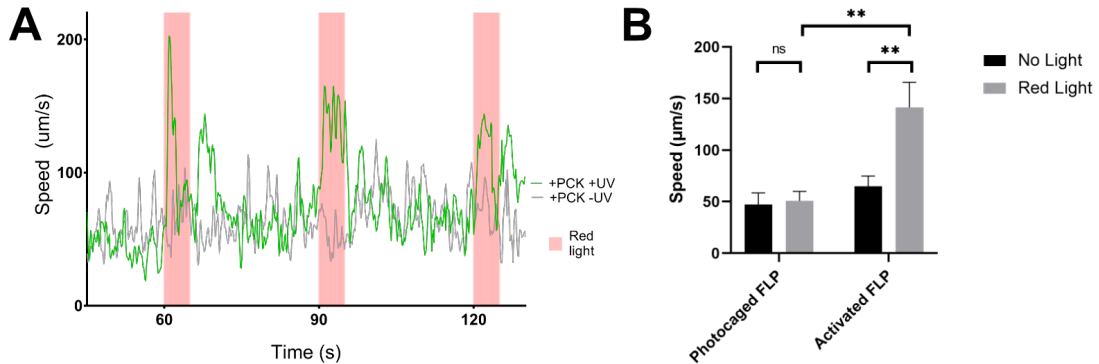 A
Speed (um/s)
200
100
0
60
90
120
Time (s)
+PCK +UV
+PCK -UV
Red
light
B
Speed (µm/s)
200
150
100
50
0
ns
**
**
Photocaged FLP
Activated FLP
No Light
Red Light